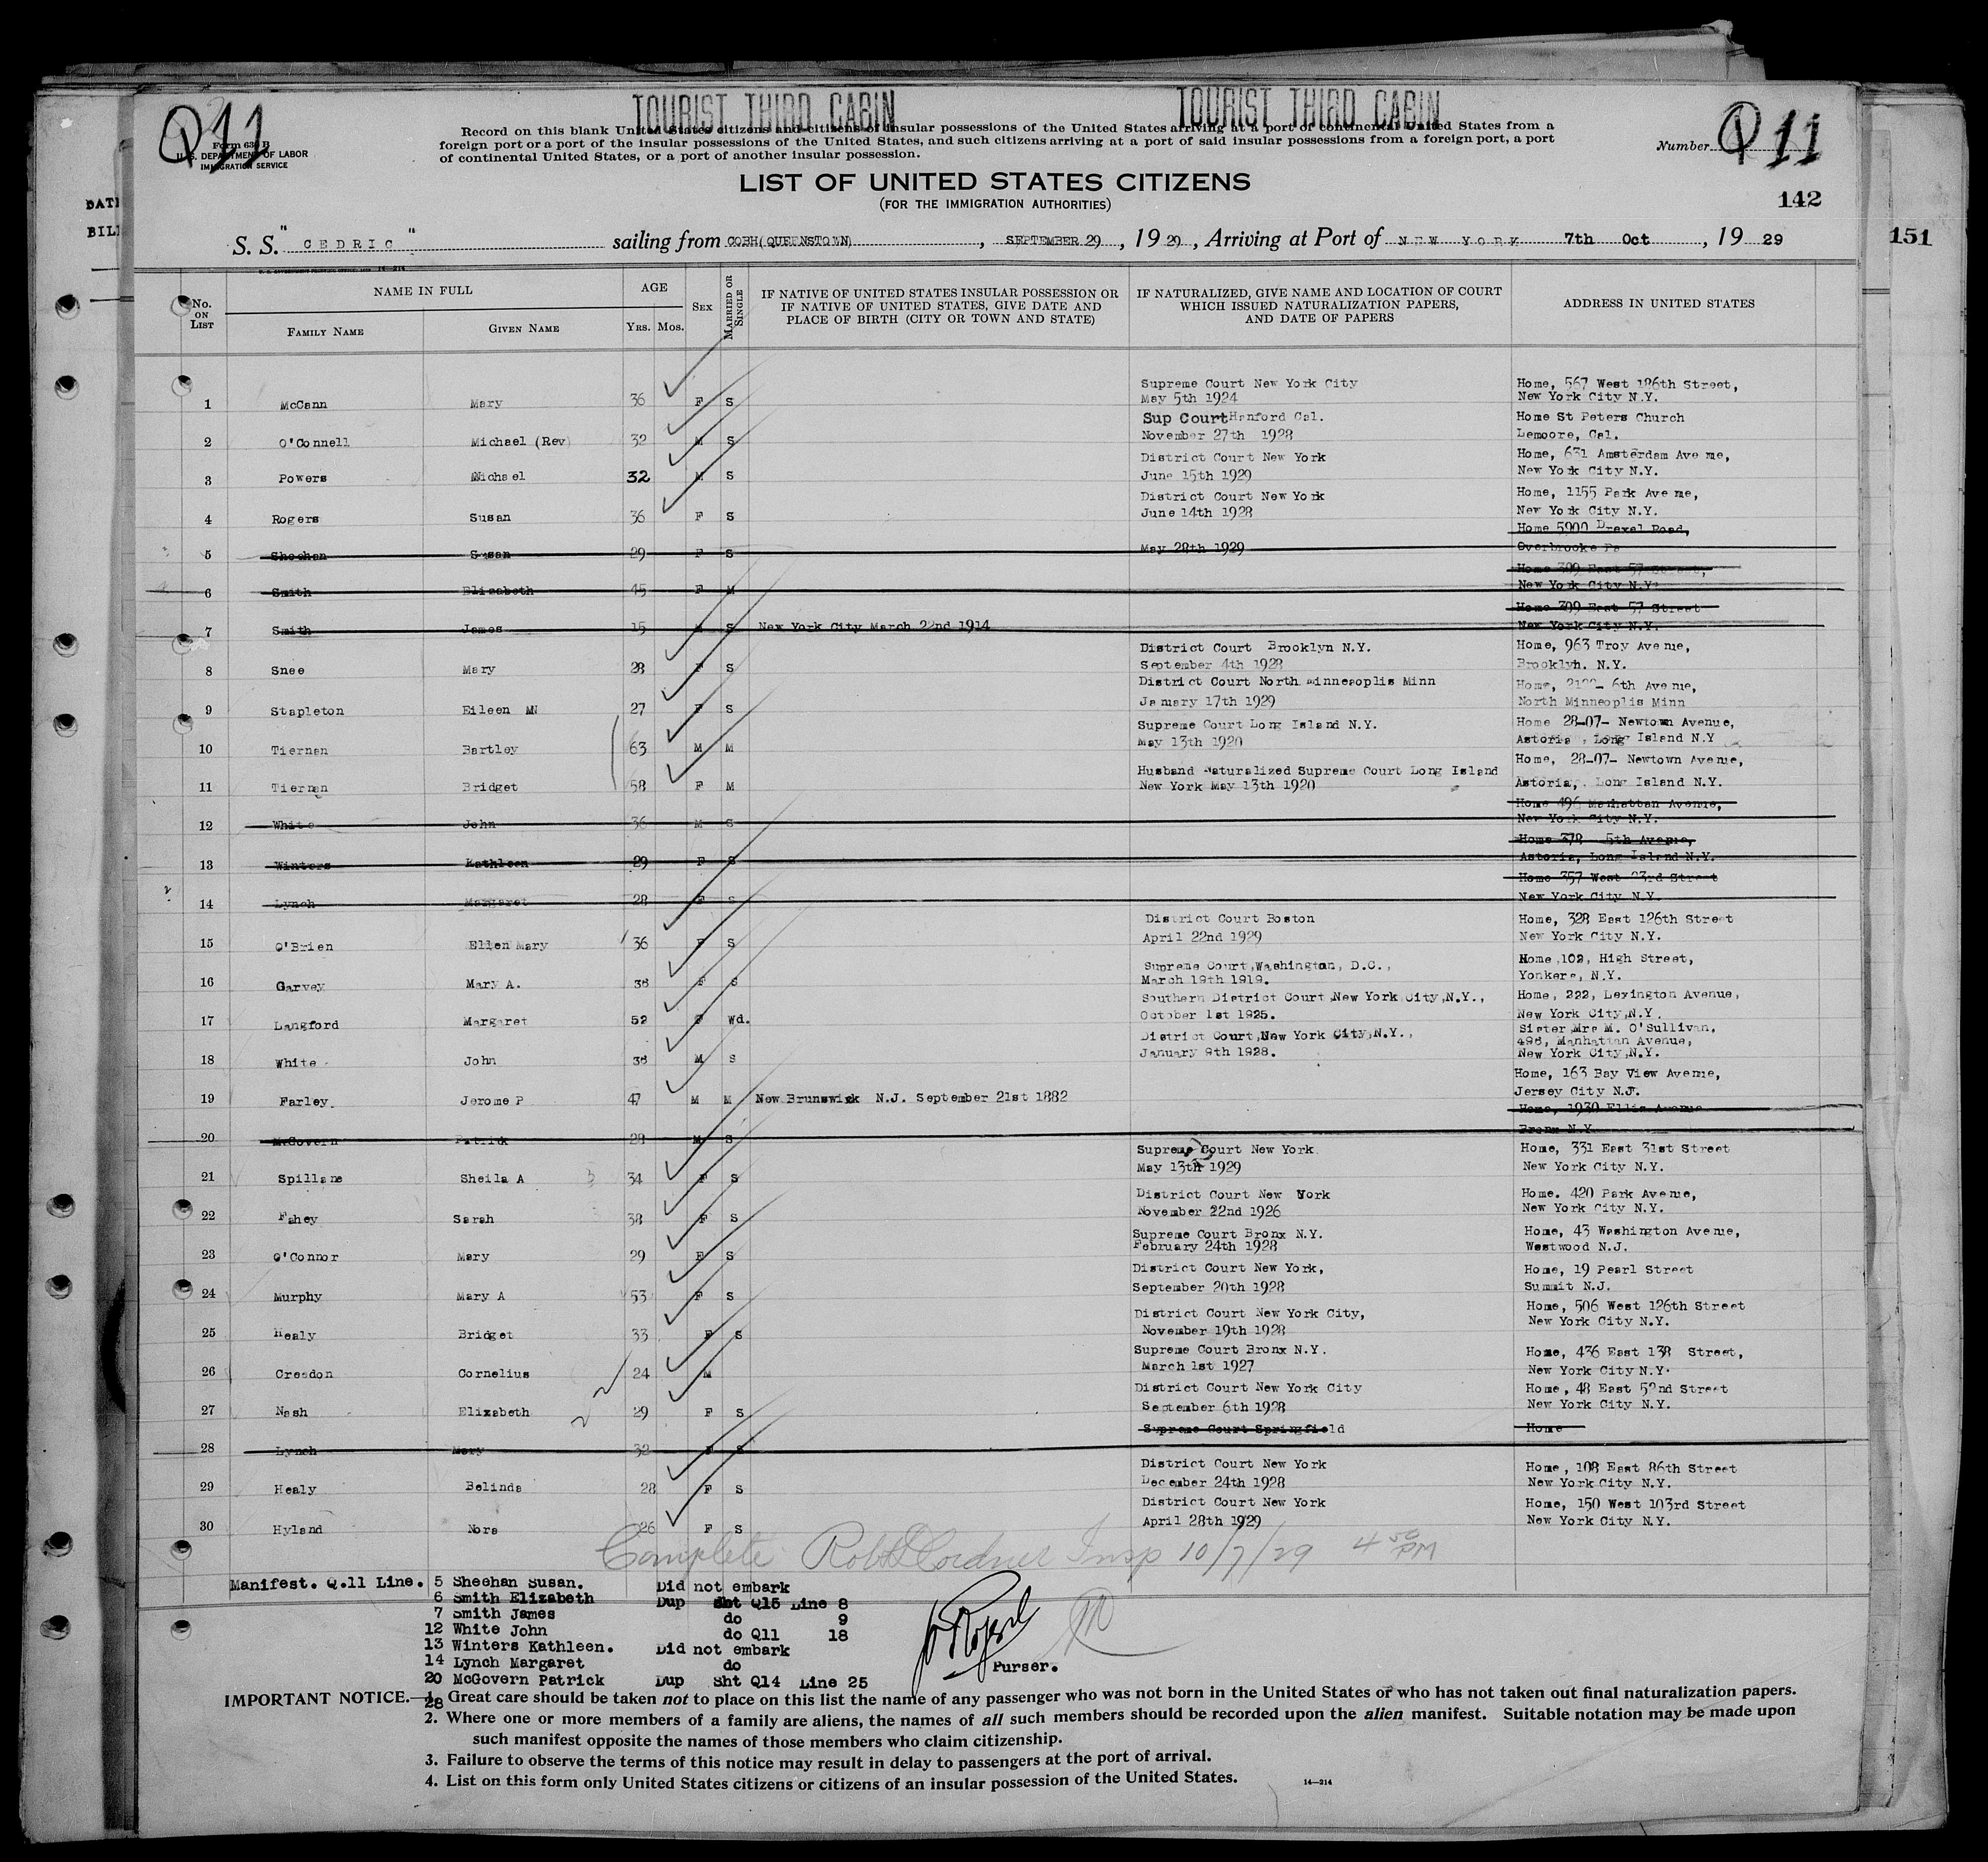 TOURIST THIRD CABIN TOURIST THIRD CABIN
Q 11 Q 11
Form 630 B
U. S. DEPARTMENT OF LABOR
IMMIGRATION SERVICE
Record on this blank United States citizens and citizens of insular possessions of the United States arriving at a port of continental United States from a
foreign port or a port of the insular possessions of the United States, and such citizens arriving at a port of said insular possessions from a foreign port, a port
of continental United States, or a port of another insular possession.
Number
LIST OF UNITED STATES CITIZENS
(FOR THE IMMIGRATION AUTHORITIES)
142
151
DATE
BILL
S. S. " CEDRIC " sailing from COBH(QUEENSTOWN), SEPTEMBER 29, 19 29, Arriving at Port of NEW YORK 7th Oct, 19 29
No. ON LIST
NAME IN FULL
FAMILY NAME GIVEN NAME
AGE
YRS. MOS.
SEX
MARRIED OR SINGLE
IF NATIVE OF UNITED STATES INSULAR POSSESSION OR
IF NATIVE OF UNITED STATES, GIVE DATE AND
PLACE OF BIRTH (CITY OR TOWN AND STATE)
IF NATURALIZED, GIVE NAME AND LOCATION OF COURT
WHICH ISSUED NATURALIZATION PAPERS,
AND DATE OF PAPERS
ADDRESS IN UNITED STATES
Supreme Court New York City Home, 567 West 186th Street,
1 McCann Mary 36 F S May 5th 1924 New York City N.Y.
Sup Court Hanford Cal. Home St Peters Church
2 O'Connell Michael (Rev) 32 M S November 27th 1928 Lemoore, Cal.
District Court New York Home, 631 Amsterdam Avenue,
3 Powers Michael 32 M S June 15th 1929 New York City N.Y.
District Court New York Home, 1155 Park Avenue,
4 Rogers Susan 36 F S June 14th 1928 New York City N.Y.
Home 5900 Drexel Road,
5 Sheehan Susan 29 F S May 28th 1929 Overbrooke Pa
Home 399 East 57 Street,
6 Smith Elizabeth 45 F M New York City N.Y.
Home 399 East 57 Street
7 Smith James 15 M S New York City March 22nd 1914 New York City N.Y.
District Court Brooklyn N.Y. Home, 963 Troy Avenue,
8 Snee Mary 28 F S September 4th 1928 Brooklyn. N.Y.
District Court North Minneapolis Minn Home, 6th Avenue,
9 Stapleton Eileen M 27 F S January 17th 1929 North Minneapolis Minn
Supreme Court Long Island N.Y. Home 28-07- Newtown Avenue,
10 Tiernan Bartley 63 M M May 13th 1920 Astoria, Long Island N.Y
Husband Naturalized Supreme Court Long Island Home, 28-07- Newtown Avenue,
11 Tiernan Bridget 58 F M New York May 13th 1920 Astoria, Long Island N.Y.
Home 496 Manhattan Avenue,
12 White John 36 M S New York City N.Y.
Home 378 5th Avenue,
13 Winters Kathleen 29 F S Astoria, Long Island N.Y.
Home 357 West 23rd Street
14 Lynch Margaret 28 F S New York City N.Y.
District Court Boston Home, 328 East 126th Street
15 O'Brien Ellen Mary 36 F S April 22nd 1929 New York City N.Y.
Supreme Court,Washington, D.C., Home,102, High Street,
16 Garvey Mary A. 36 F S March 19th 1919. Yonkers, N.Y.
Southern District Court,New York City,N.Y., Home, 222, Lexington Avenue,
17 Langford Margaret 52 F Wd. October 1st 1925. New York City,N.Y.
District Court,New York City,N.Y., Sister,Mrs M. O'Sullivan,
496, Manhattan Avenue,
18 White John 36 M S January 9th 1928. New York City,N.Y.
Home, 163 Bay View Avenue,
19 Farley Jerome P 47 M M New Brunswick N.J. September 21st 1882 Jersey City N.J.
Home, 1930 Ellis Avenue
20 McGovern Patrick 28 M S Bronx N.Y.
Supreme Court New York Home, 331 East 31st Street
21 Spillane Sheila A 34 F S May 13th 1929 New York City N.Y.
District Court New York Home. 420 Park Avenue,
22 Fahey Sarah 38 F S November 22nd 1926 New York City N.Y.
Supreme Court Bronx N.Y. Home, 43 Washington Avenue,
23 O'Connor Mary 29 F S February 24th 1928 Westwood N.J.
District Court New York, Home, 19 Pearl Street
24 Murphy Mary A 53 F S September 20th 1928 Summit N.J.
District Court New York City, Home, 506 West 126th Street
25 Healy Bridget 33 F S November 19th 1928 New York City N.Y.
Supreme Court Bronx N.Y. Home, 436 East 138 Street,
26 Creedon Cornelius 24 M March 1st 1927 New York City N.Y.
District Court New York City Home, 48 East 52nd Street
27 Nash Elizabeth 29 F S September 6th 1928 New York City N.Y.
Supreme Court Springfield Home
28 Lynch Mary 32 F S
District Court New York Home, 108 East 86th Street
29 Healy Belinda 28 F S December 24th 1928 New York City N.Y.
District Court New York Home, 150 West 103rd Street
30 Hyland Nora 26 F S April 28th 1929 New York City N.Y.
Complete Robt Cordner Insp 10/7/29 4 50 PM
Manifest. Q.11 Line. 5 Sheehan Susan. Did not embark
6 Smith Elizabeth Dup Sht Q15 Line 8
7 Smith James do 9
12 White John do Q11 18
13 Winters Kathleen. Did not embark
14 Lynch Margaret do
20 McGovern Patrick Dup Sht Q14 Line 25
28
Purser.
IMPORTANT NOTICE.—1. Great care should be taken not to place on this list the name of any passenger who was not born in the United States or who has not taken out final naturalization papers.
2. Where one or more members of a family are aliens, the names of all such members should be recorded upon the alien manifest. Suitable notation may be made upon
such manifest opposite the names of those members who claim citizenship.
3. Failure to observe the terms of this notice may result in delay to passengers at the port of arrival.
4. List on this form only United States citizens or citizens of an insular possession of the United States.
14—214